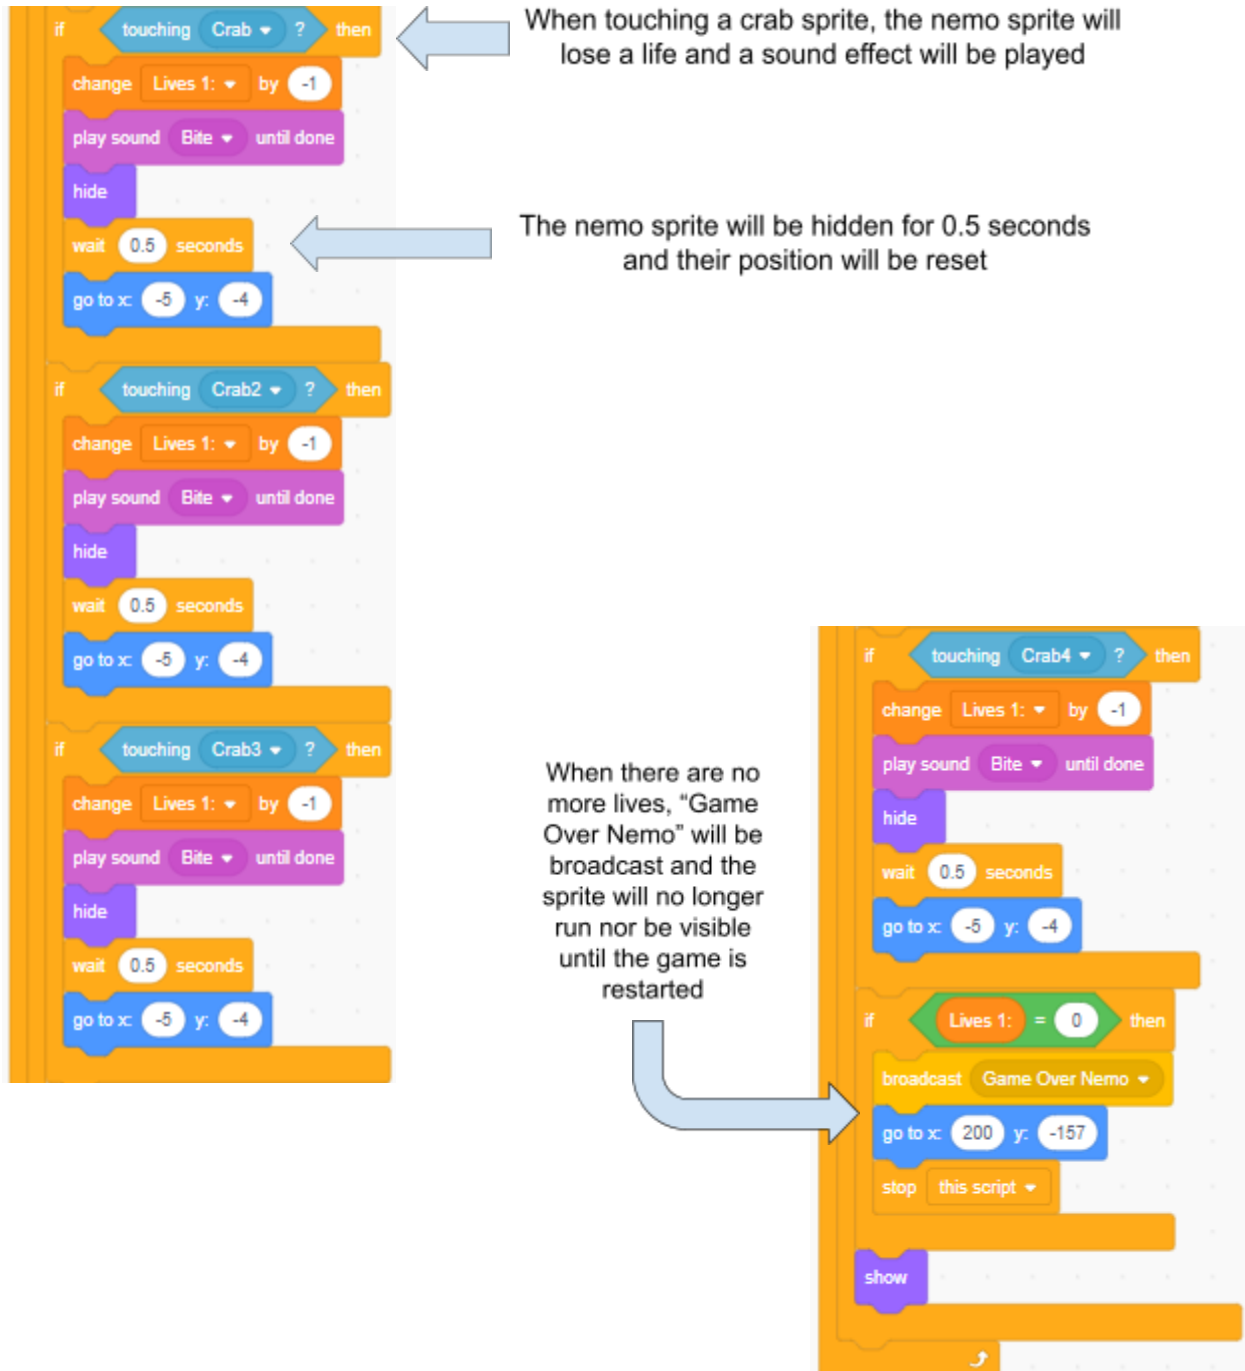 if touching Crab ? then
When touching a crab sprite, the nemo sprite will
lose a life and a sound effect will be played
change Lives 1: by -1
play sound Bite until done
hide
wait 0.5 seconds
The nemo sprite will be hidden for 0.5 seconds
and their position will be reset
go to x: -5 y: -4
if touching Crab2 ? then
change Lives 1: by -1
play sound Bite until done
hide
wait 0.5 seconds
go to x: -5 y: -4
if touching Crab3 ? then
change Lives 1: by -1
play sound Bite until done
hide
wait 0.5 seconds
go to x: -5 y: -4
When there are no
more lives, “Game
Over Nemo” will be
broadcast and the
sprite will no longer
run nor be visible
until the game is
restarted
if touching Crab4 ? then
change Lives 1: by -1
play sound Bite until done
hide
wait 0.5 seconds
go to x: -5 y: -4
if Lives 1: = 0 then
broadcast Game Over Nemo
go to x: 200 y: -157
stop this script
show